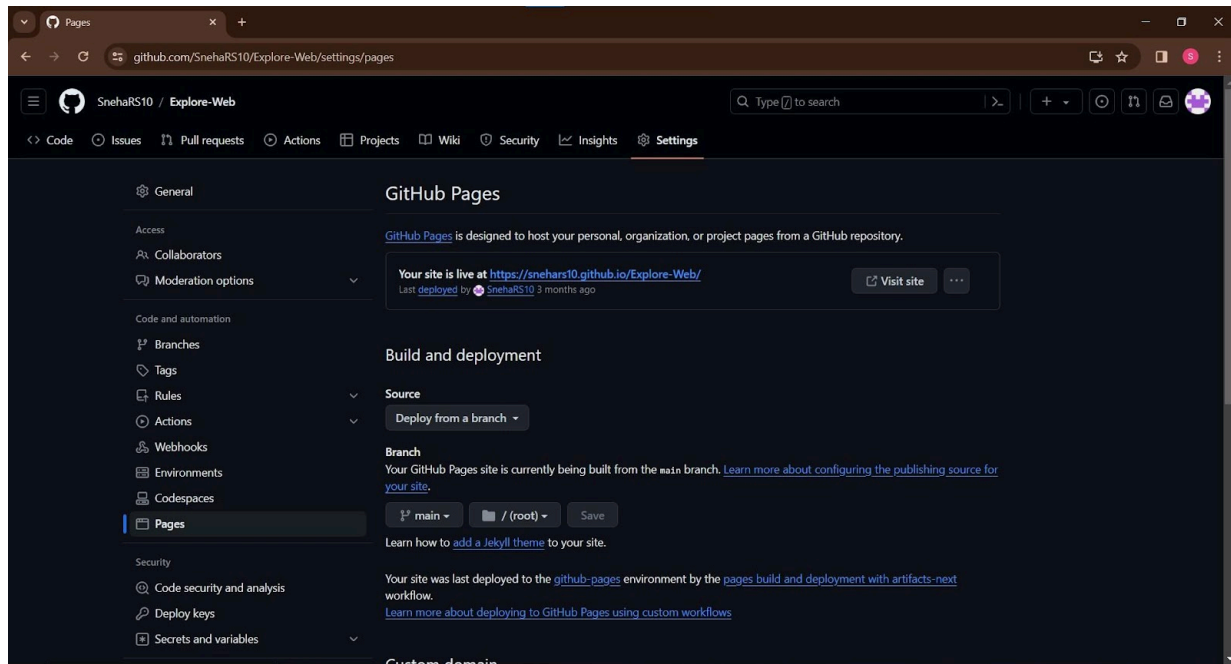 Pages
github.com/SnehaRS10/Explore-Web/settings/pages
S
SnehaRS10 / Explore-Web
Type / to search
Code Issues Pull requests Actions Projects Wiki Security Insights Settings
General
Access
Collaborators
Moderation options
Code and automation
Branches
Tags
Rules
Actions
Webhooks
Environments
Codespaces
Pages
Security
Code security and analysis
Deploy keys
Secrets and variables
GitHub Pages
GitHub Pages is designed to host your personal, organization, or project pages from a GitHub repository.
Your site is live at https://snehars10.github.io/Explore-Web/
Last deployed by SnehaRS10 3 months ago
Visit site
Build and deployment
Source
Deploy from a branch
Branch
Your GitHub Pages site is currently being built from the main branch. Learn more about configuring the publishing source for
your site.
main / (root) Save
Learn how to add a Jekyll theme to your site.
Your site was last deployed to the github-pages environment by the pages build and deployment with artifacts-next
workflow.
Learn more about deploying to GitHub Pages using custom workflows
Custom domain